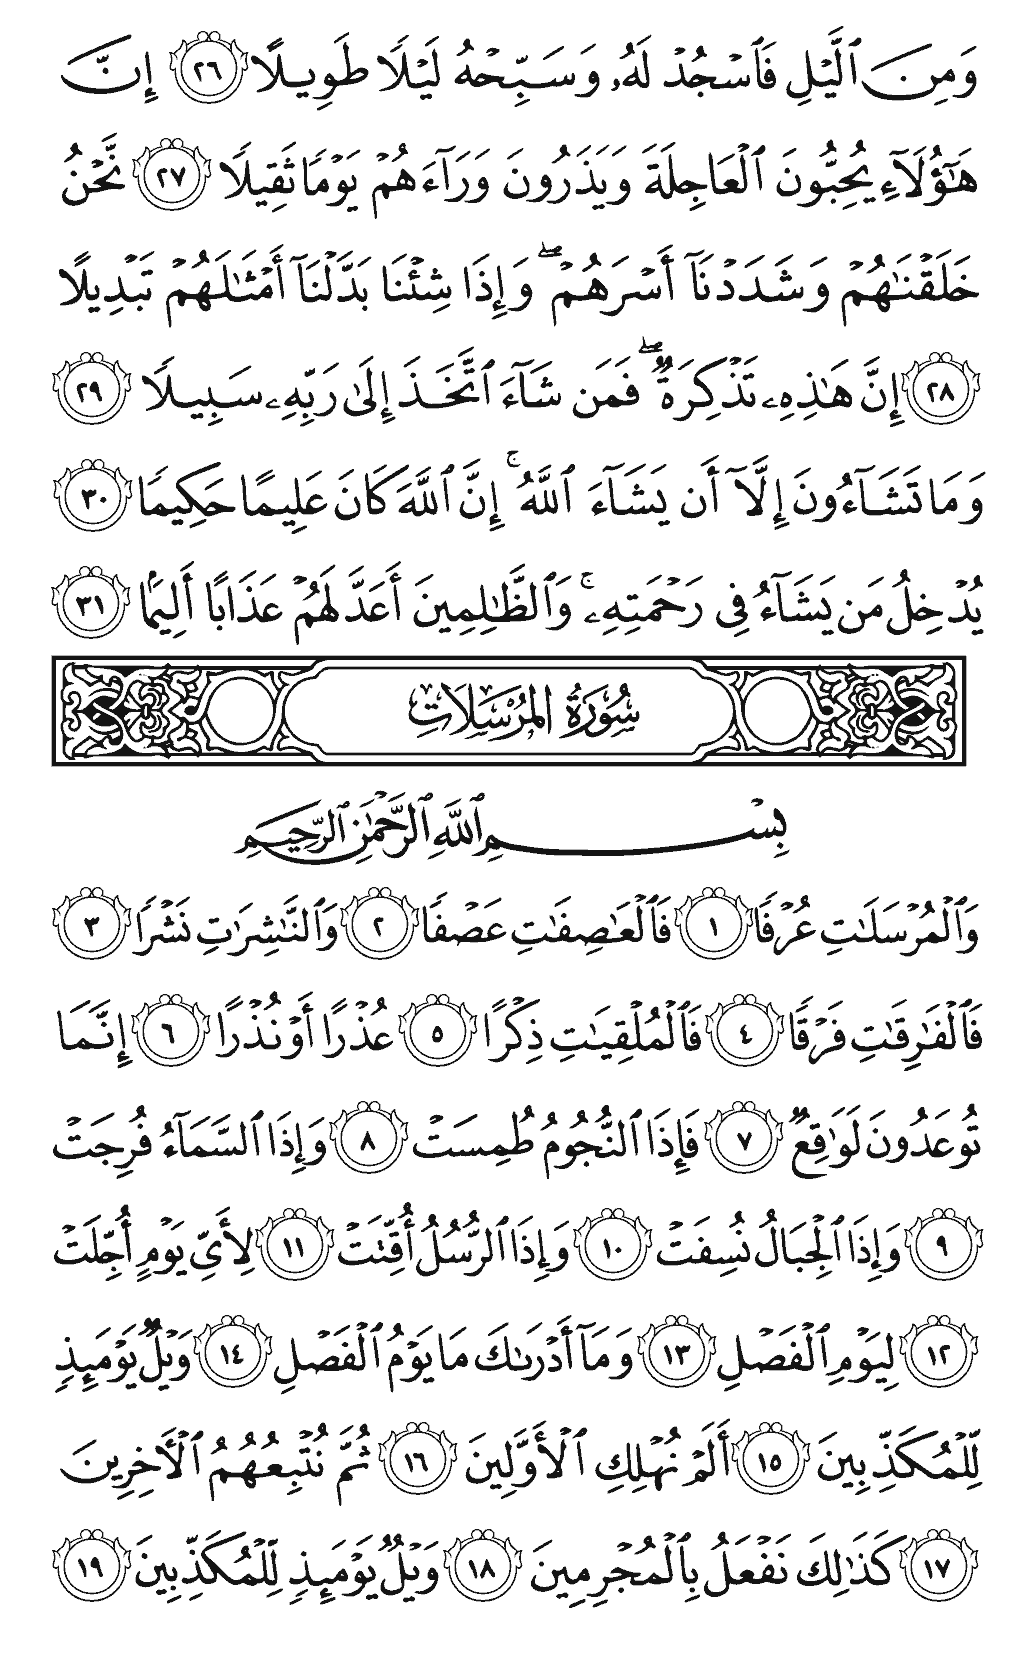 وَمِنَ ٱلَّيۡلِ فَٱسۡجُدۡ لَهُۥ وَسَبِّحۡهُ لَيۡلٗا طَوِيلًا ٢٦ إِنَّ
هَٰٓؤُلَآءِ يُحِبُّونَ ٱلۡعَاجِلَةَ وَيَذَرُونَ وَرَآءَهُمۡ يَوۡمٗا ثَقِيلٗا ٢٧ نَّحۡنُ
خَلَقۡنَٰهُمۡ وَشَدَدۡنَآ أَسۡرَهُمۡۖ وَإِذَا شِئۡنَا بَدَّلۡنَآ أَمۡثَٰلَهُمۡ تَبۡدِيلًا
٢٨ إِنَّ هَٰذِهِۦ تَذۡكِرَةٞۖ فَمَن شَآءَ ٱتَّخَذَ إِلَىٰ رَبِّهِۦ سَبِيلٗا ٢٩
وَمَا تَشَآءُونَ إِلَّآ أَن يَشَآءَ ٱللَّهُۚ إِنَّ ٱللَّهَ كَانَ عَلِيمًا حَكِيمٗا ٣٠
يُدۡخِلُ مَن يَشَآءُ فِي رَحۡمَتِهِۦۚ وَٱلظَّٰلِمِينَ أَعَدَّ لَهُمۡ عَذَابًا أَلِيمَۢا ٣١
سُورَةُ المُرْسَلَاتِ
بِسۡمِ ٱللَّهِ ٱلرَّحۡمَٰنِ ٱلرَّحِيمِ
وَٱلۡمُرۡسَلَٰتِ عُرۡفٗا ١ فَٱلۡعَٰصِفَٰتِ عَصۡفٗا ٢ وَٱلنَّٰشِرَٰتِ نَشۡرٗا ٣
فَٱلۡفَٰرِقَٰتِ فَرۡقٗا ٤ فَٱلۡمُلۡقِيَٰتِ ذِكۡرًا ٥ عُذۡرًا أَوۡ نُذۡرًا ٦ إِنَّمَا
تُوعَدُونَ لَوَٰقِعٞ ٧ فَإِذَا ٱلنُّجُومُ طُمِسَتۡ ٨ وَإِذَا ٱلسَّمَآءُ فُرِجَتۡ
٩ وَإِذَا ٱلۡجِبَالُ نُسِفَتۡ ١٠ وَإِذَا ٱلرُّسُلُ أُقِّتَتۡ ١١ لِأَيِّ يَوۡمٍ أُجِّلَتۡ
١٢ لِيَوۡمِ ٱلۡفَصۡلِ ١٣ وَمَآ أَدۡرَىٰكَ مَا يَوۡمُ ٱلۡفَصۡلِ ١٤ وَيۡلٞ يَوۡمَئِذٖ
لِّلۡمُكَذِّبِينَ ١٥ أَلَمۡ نُهۡلِكِ ٱلۡأَوَّلِينَ ١٦ ثُمَّ نُتۡبِعُهُمُ ٱلۡأٓخِرِينَ
١٧ كَذَٰلِكَ نَفۡعَلُ بِٱلۡمُجۡرِمِينَ ١٨ وَيۡلٞ يَوۡمَئِذٖ لِّلۡمُكَذِّبِينَ ١٩